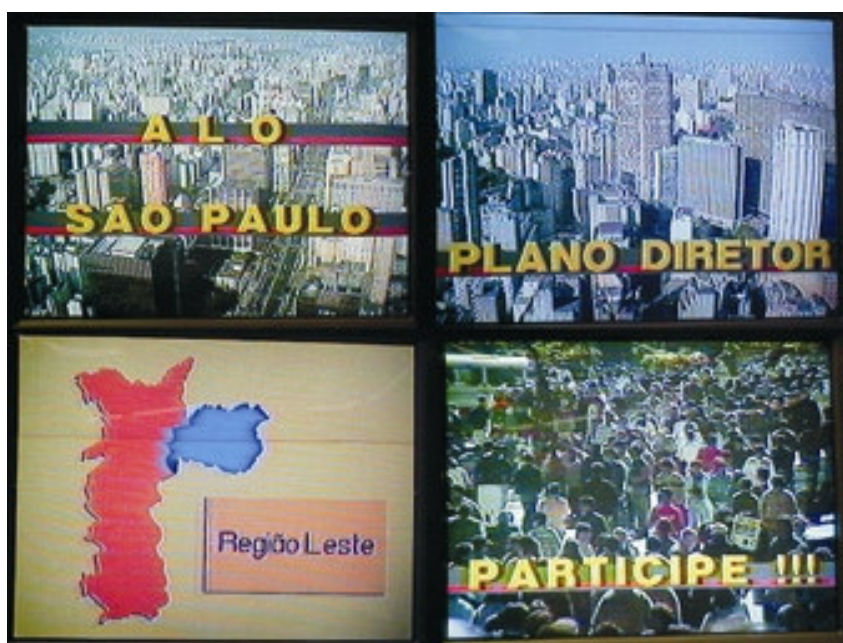 ALO
SÃO PAULO
PLANO DIRETOR
Região Leste
PARTICIPE !!!